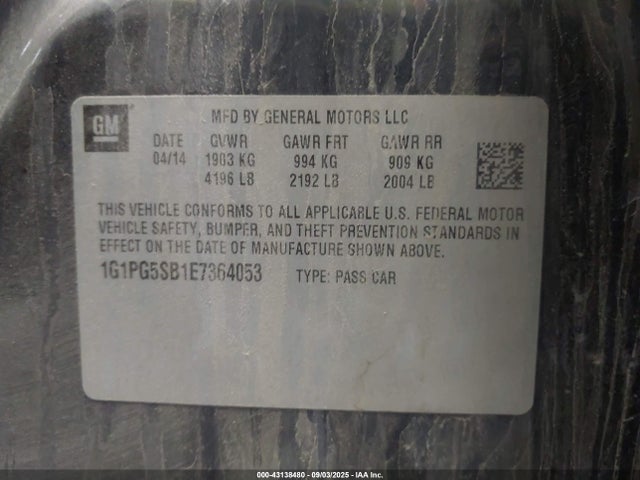 GM
MFD BY GENERAL MOTORS LLC
DATE GVWR GAWR FRT GAWR RR
04/14 1903 KG 994 KG 909 KG
4196 LB 2192 LB 2004 LB
THIS VEHICLE CONFORMS TO ALL APPLICABLE U.S. FEDERAL MOTOR
VEHICLE SAFETY, BUMPER, AND THEFT PREVENTION STANDARDS IN
EFFECT ON THE DATE OF MANUFACTURE SHOWN ABOVE.
1G1PG5SB1E7364053 TYPE: PASS CAR
000-43138480 - 09/03/2025 - IAA Inc.